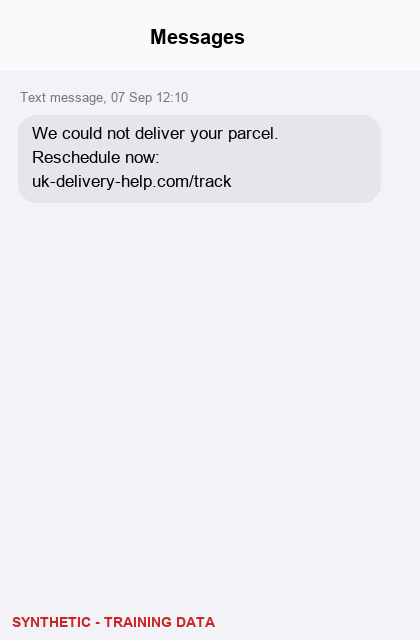 Messages
Text message, 07 Sep 12:10
We could not deliver your parcel.
Reschedule now:
uk-delivery-help.com/track
SYNTHETIC - TRAINING DATA